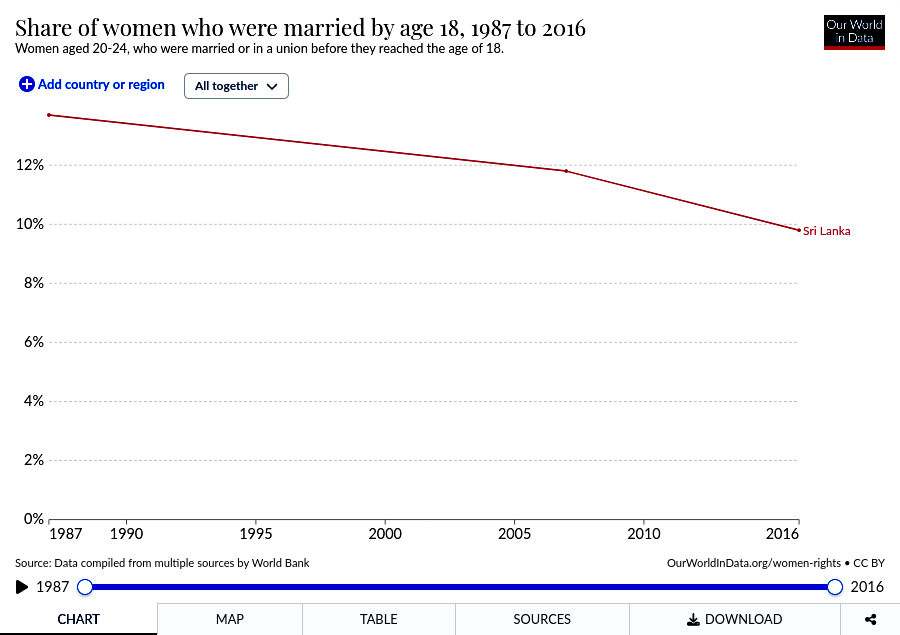 Share of women who were married by age 18, 1987 to 2016
Women aged 20-24, who were married or in a union before they reached the age of 18.
Our World
in Data
Add country or region
All together
12%
10%
Sri Lanka
8%
6%
4%
2%
0%
1987 1990 1995 2000 2005 2010 2016
Source: Data compiled from multiple sources by World Bank
OurWorldInData.org/women-rights • CC BY
1987 2016
CHART MAP TABLE SOURCES DOWNLOAD